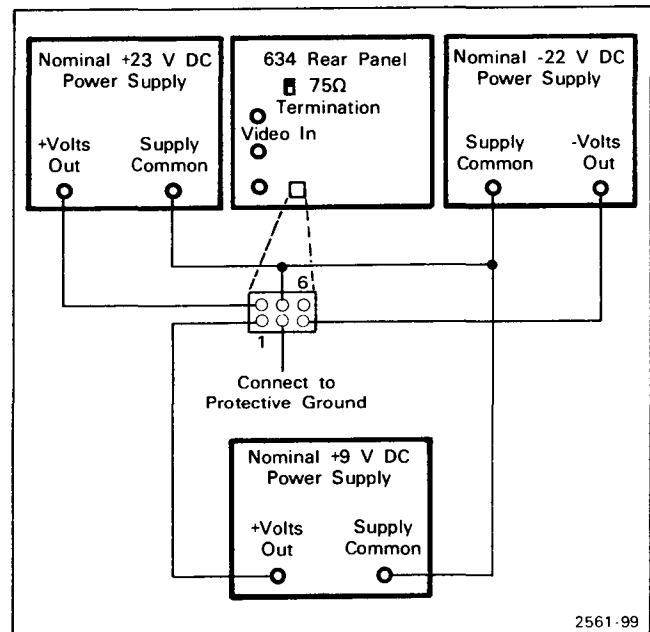 Nominal +23 V DC
Power Supply
+Volts
Out
Supply
Common
634 Rear Panel
75Ω
Termination
Video In
Nominal -22 V DC
Power Supply
Supply
Common
-Volts
Out
6
1
Connect to
Protective Ground
Nominal +9 V DC
Power Supply
+Volts
Out
Supply
Common
2561-99